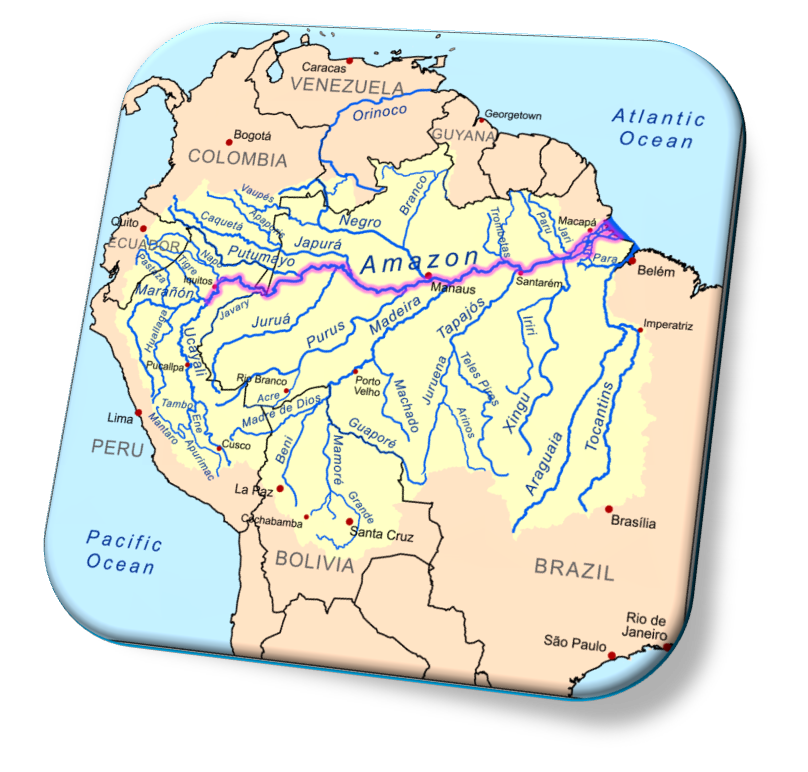 Caracas
VENEZUELA
Orinoco
Georgetown
GUYANA
Atlantic
Ocean
Bogotá
COLOMBIA
Vaupés
Apaporis
Caquetá
Negro
Branco
Trombetas
Paru
Jari
Macapá
Quito
ECUADOR
Napo
Tigre
Pastaza
Putumayo
Japurá
Amazon
Para
Belém
Iquitos
Marañón
Manaus
Santarém
Javary
Juruá
Purus
Madeira
Tapajós
Iriri
Imperatriz
Huallaga
Ucayali
Pucallpa
Rio Branco
Acre
Porto
Velho
Machado
Juruena
Teles Pires
Arinos
Xingu
Araguaia
Tocantins
Lima
Tambo
Ene
Mantaro
Apurimac
Cusco
Madre de Dios
PERU
Beni
Mamoré
Guaporé
La Paz
Grande
Cochabamba
Santa Cruz
Brasília
Pacific
Ocean
BOLIVIA
BRAZIL
Rio de
Janeiro
São Paulo